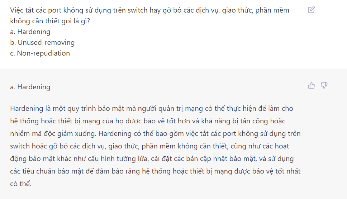 Việc tắt các port không sử dụng trên switch hay gỡ bỏ các dịch vụ, giao thức, phần mềm
không cần thiết gọi là gì?
a. Hardening
b. Unused-removing
c. Non-repudiation
a. Hardening
Hardening là một quy trình bảo mật mà người quản trị mạng có thể thực hiện để làm cho
hệ thống hoặc thiết bị mạng của họ được bảo vệ tốt hơn và khả năng bị tấn công hoặc
nhiễm mã độc giảm xuống. Hardening có thể bao gồm việc tắt các port không sử dụng trên
switch hoặc gỡ bỏ các dịch vụ, giao thức, phần mềm không cần thiết, cũng như các hoạt
động bảo mật khác như cấu hình tường lửa, cài đặt các bản cập nhật bảo mật, và sử dụng
các tiêu chuẩn bảo mật để đảm bảo rằng hệ thống hoặc thiết bị mạng được bảo vệ tốt nhất
có thể.